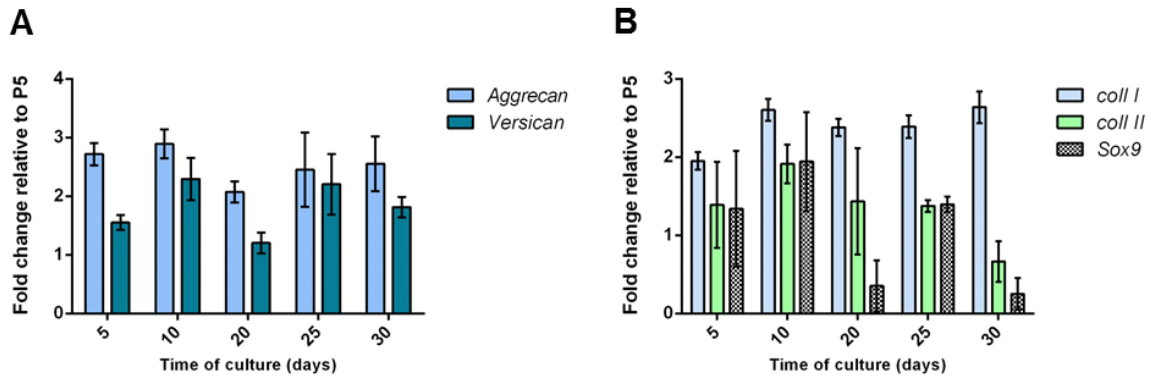 A
Fold change relative to P5
4
3
2
1
0
5
10
20
25
30
Time of culture (days)
Aggrecan
Versican
B
Fold change relative to P5
3
2
1
0
5
10
20
25
30
Time of culture (days)
coll I
coll II
Sox9